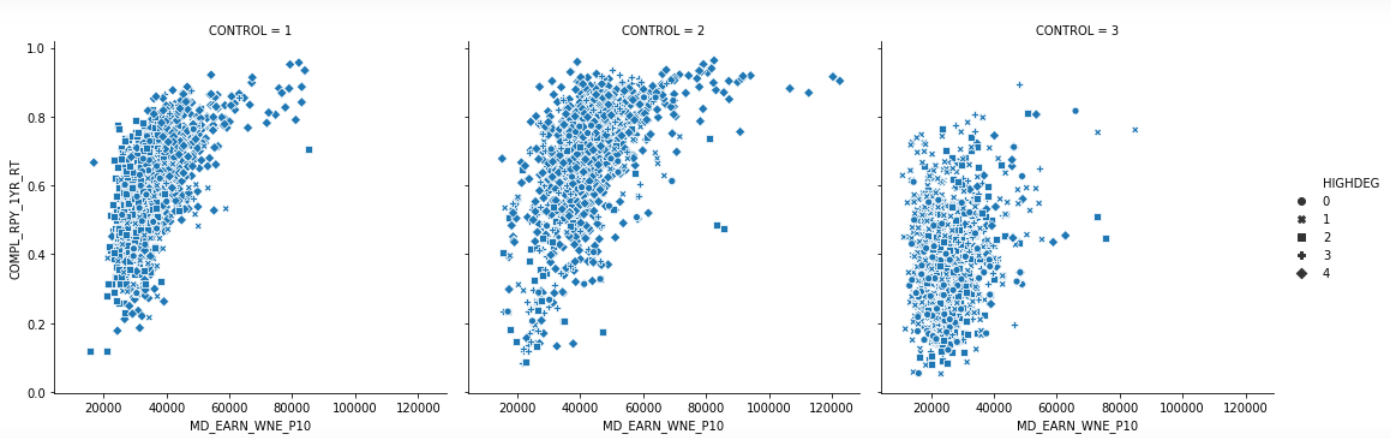 CONTROL = 1
CONTROL = 2
CONTROL = 3
COMPL_RPY_1YR_RT
1.0
0.8
0.6
0.4
0.2
0.0
20000 40000 60000 80000 100000 120000
20000 40000 60000 80000 100000 120000
20000 40000 60000 80000 100000 120000
MD_EARN_WNE_P10
MD_EARN_WNE_P10
MD_EARN_WNE_P10
HIGHDEG
0
1
2
3
4